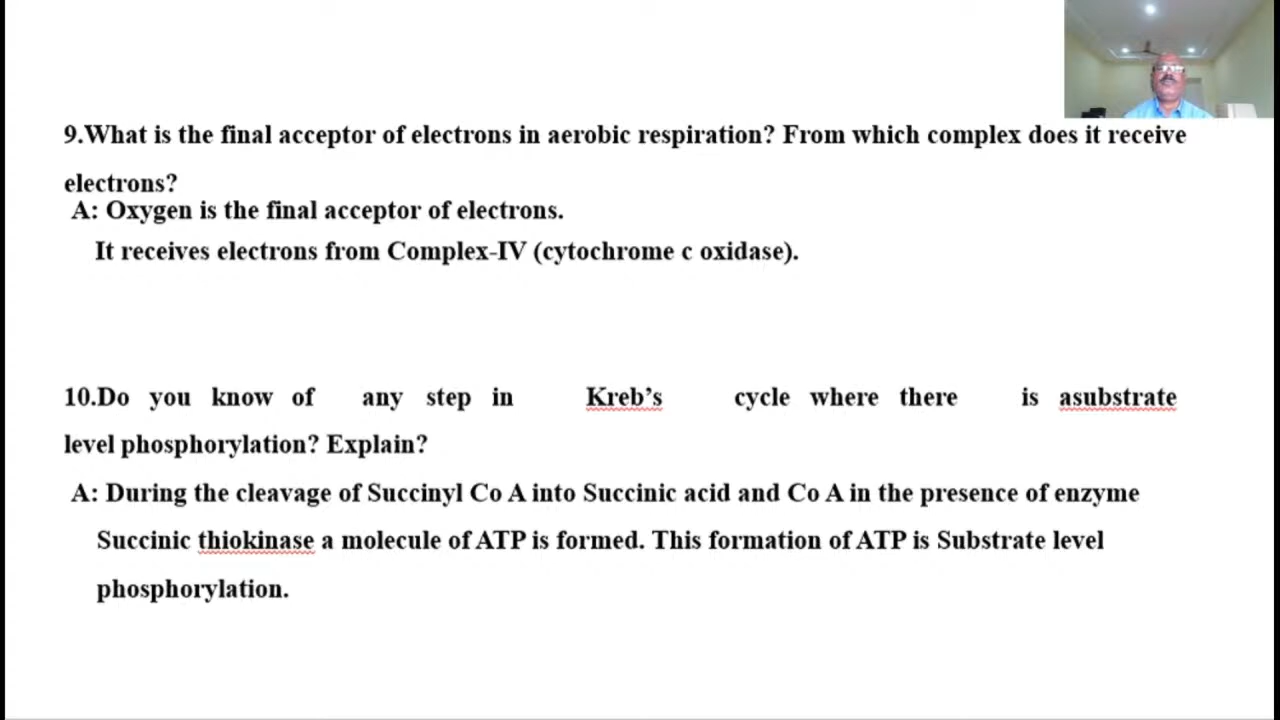 9.What is the final acceptor of electrons in aerobic respiration? From which complex does it receive
electrons?
A: Oxygen is the final acceptor of electrons.
It receives electrons from Complex-IV (cytochrome c oxidase).
10.Do you know of any step in Kreb’s cycle where there is asubstrate
level phosphorylation? Explain?
A: During the cleavage of Succinyl Co A into Succinic acid and Co A in the presence of enzyme
Succinic thiokinase a molecule of ATP is formed. This formation of ATP is Substrate level
phosphorylation.